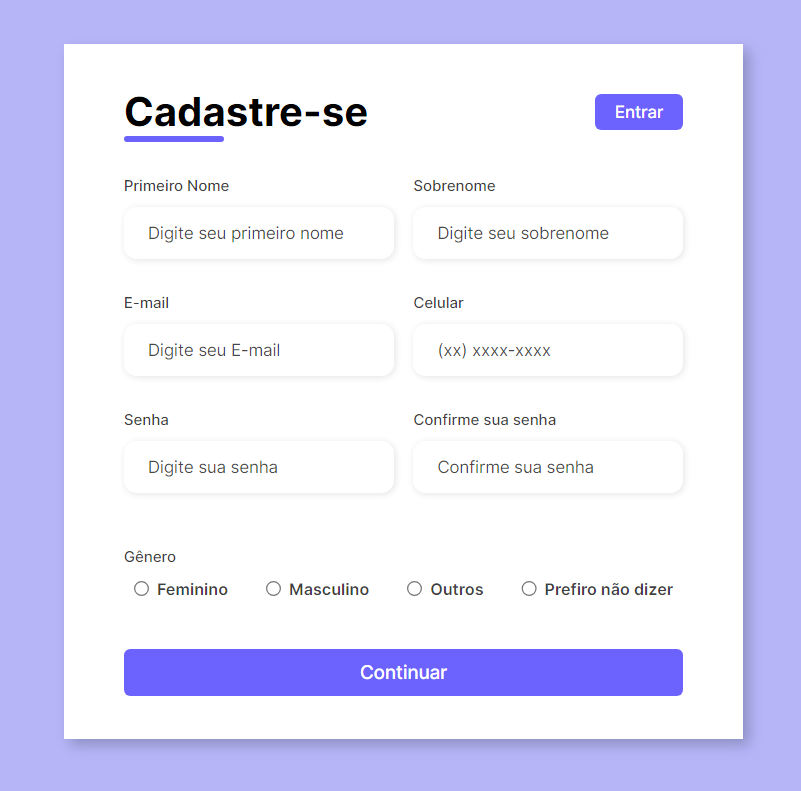 Cadastre-se
Entrar
Primeiro Nome
Sobrenome
Digite seu primeiro nome
Digite seu sobrenome
E-mail
Celular
Digite seu E-mail
(xx) xxxx-xxxx
Senha
Confirme sua senha
Digite sua senha
Confirme sua senha
Gênero
Feminino
Masculino
Outros
Prefiro não dizer
Continuar